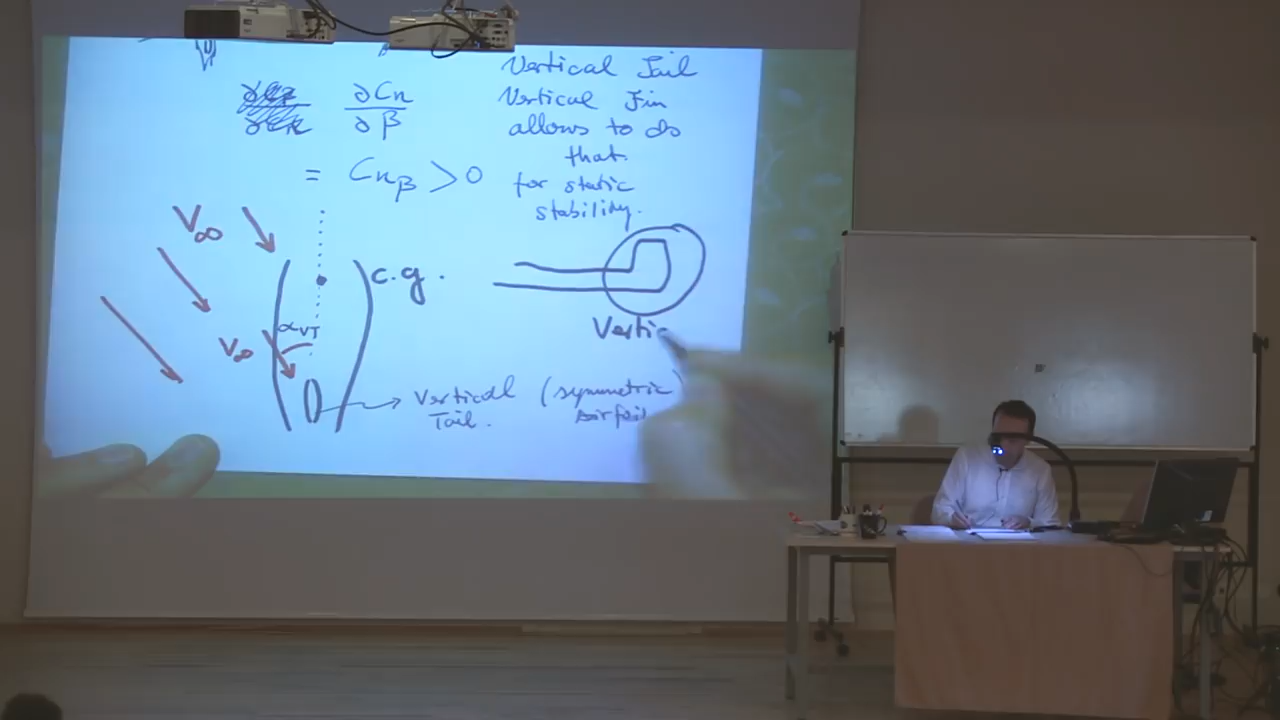 Vertical Tail
∂Cn
∂β
Vertical Fin
allows to do
that.
= Cnβ > 0
for static
stability.
V∞
c.g.
αVT
V∞
Vertic
Vertical (symmetric
Tail. Airfoil